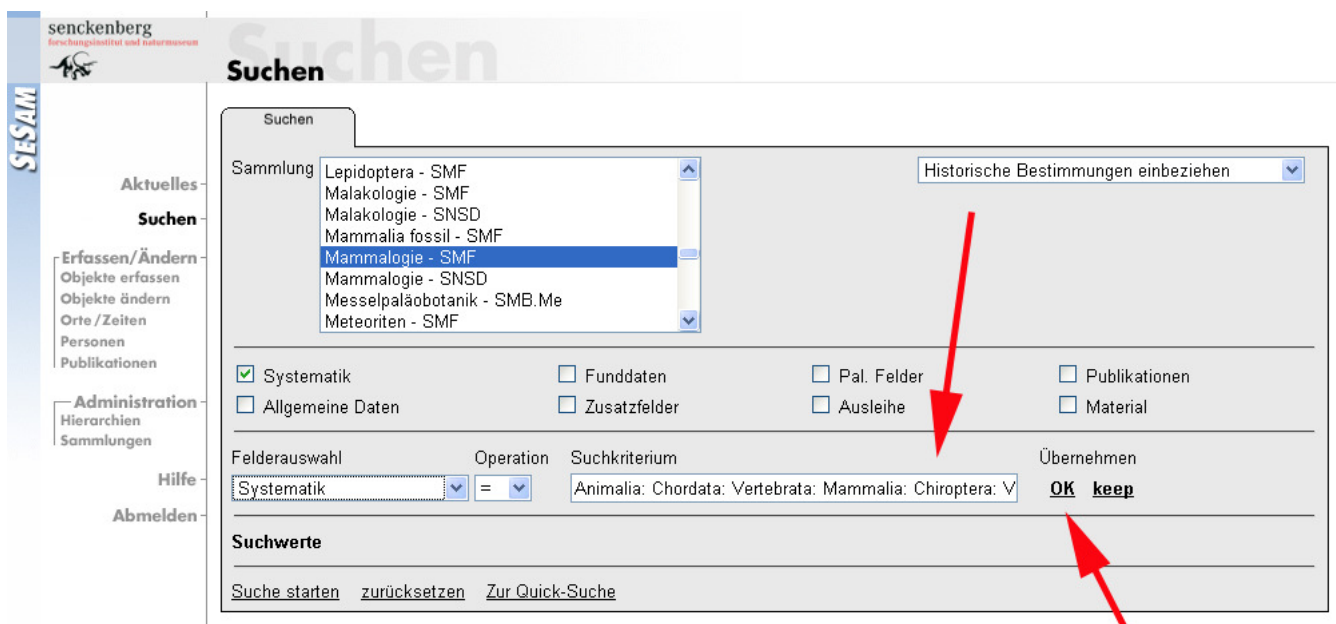 senckenberg
forschungsinstitut und naturmuseum
Suchen
Suchen
SESAM
Suchen
Aktuelles
Suchen
Erfassen/Ändern
Objekte erfassen
Objekte ändern
Orte/Zeiten
Personen
Publikationen
Administration
Hierarchien
Sammlungen
Hilfe
Abmelden
Sammlung
Lepidoptera - SMF
Malakologie - SMF
Malakologie - SNSD
Mammalia fossil - SMF
Mammalogie - SMF
Mammalogie - SNSD
Messelpaläobotanik - SMB.Me
Meteoriten - SMF
Historische Bestimmungen einbeziehen
Systematik Funddaten Pal. Felder Publikationen
Allgemeine Daten Zusatzfelder Ausleihe Material
Felderauswahl Operation Suchkriterium Übernehmen
Systematik = Animalia: Chordata: Vertebrata: Mammalia: Chiroptera: V OK keep
Suchwerte
Suche starten zurücksetzen Zur Quick-Suche